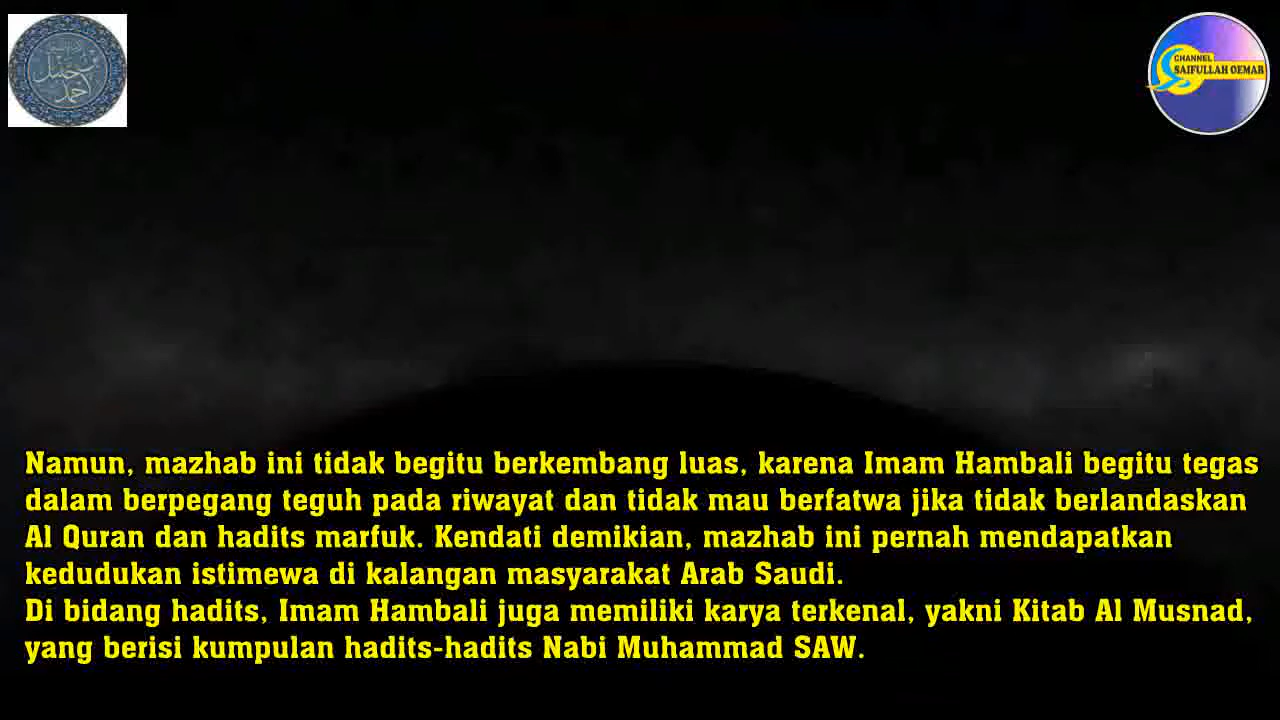 CHANNEL
SAIFULLAH OEMAR
Namun, mazhab ini tidak begitu berkembang luas, karena Imam Hambali begitu tegas
dalam berpegang teguh pada riwayat dan tidak mau berfatwa jika tidak berlandaskan
Al Quran dan hadits marfuk. Kendati demikian, mazhab ini pernah mendapatkan
kedudukan istimewa di kalangan masyarakat Arab Saudi.
Di bidang hadits, Imam Hambali juga memiliki karya terkenal, yakni Kitab Al Musnad,
yang berisi kumpulan hadits-hadits Nabi Muhammad SAW.